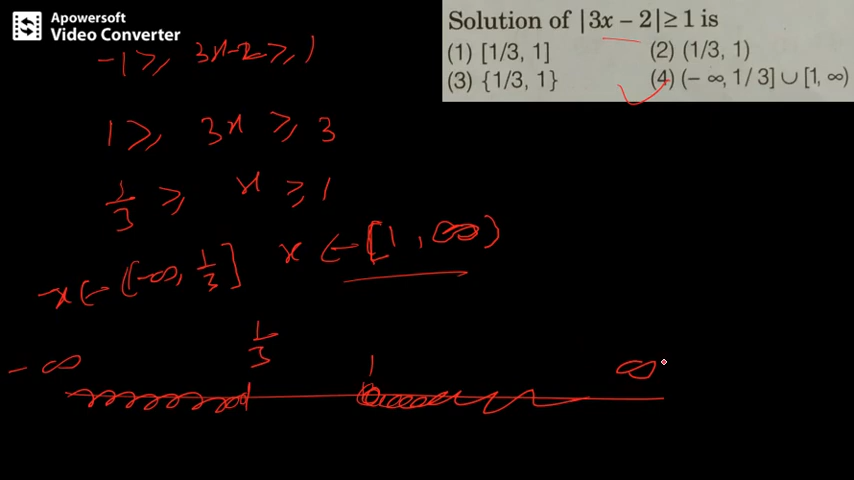 Apowersoft
Video Converter
Solution of |3x − 2| ≥ 1 is
(1) [1/3, 1] (2) (1/3, 1)
(3) {1/3, 1} (4) (− ∞, 1/ 3] ∪ [1, ∞)
-1 ≥, 3x-2 ≥, 1
1 ≥, 3x ≥, 3
1/3 ≥, x ≥, 1
x ∈ [1, ∞)
x ∈ (-∞, 1/3]
-∞ 1/3 1 ∞